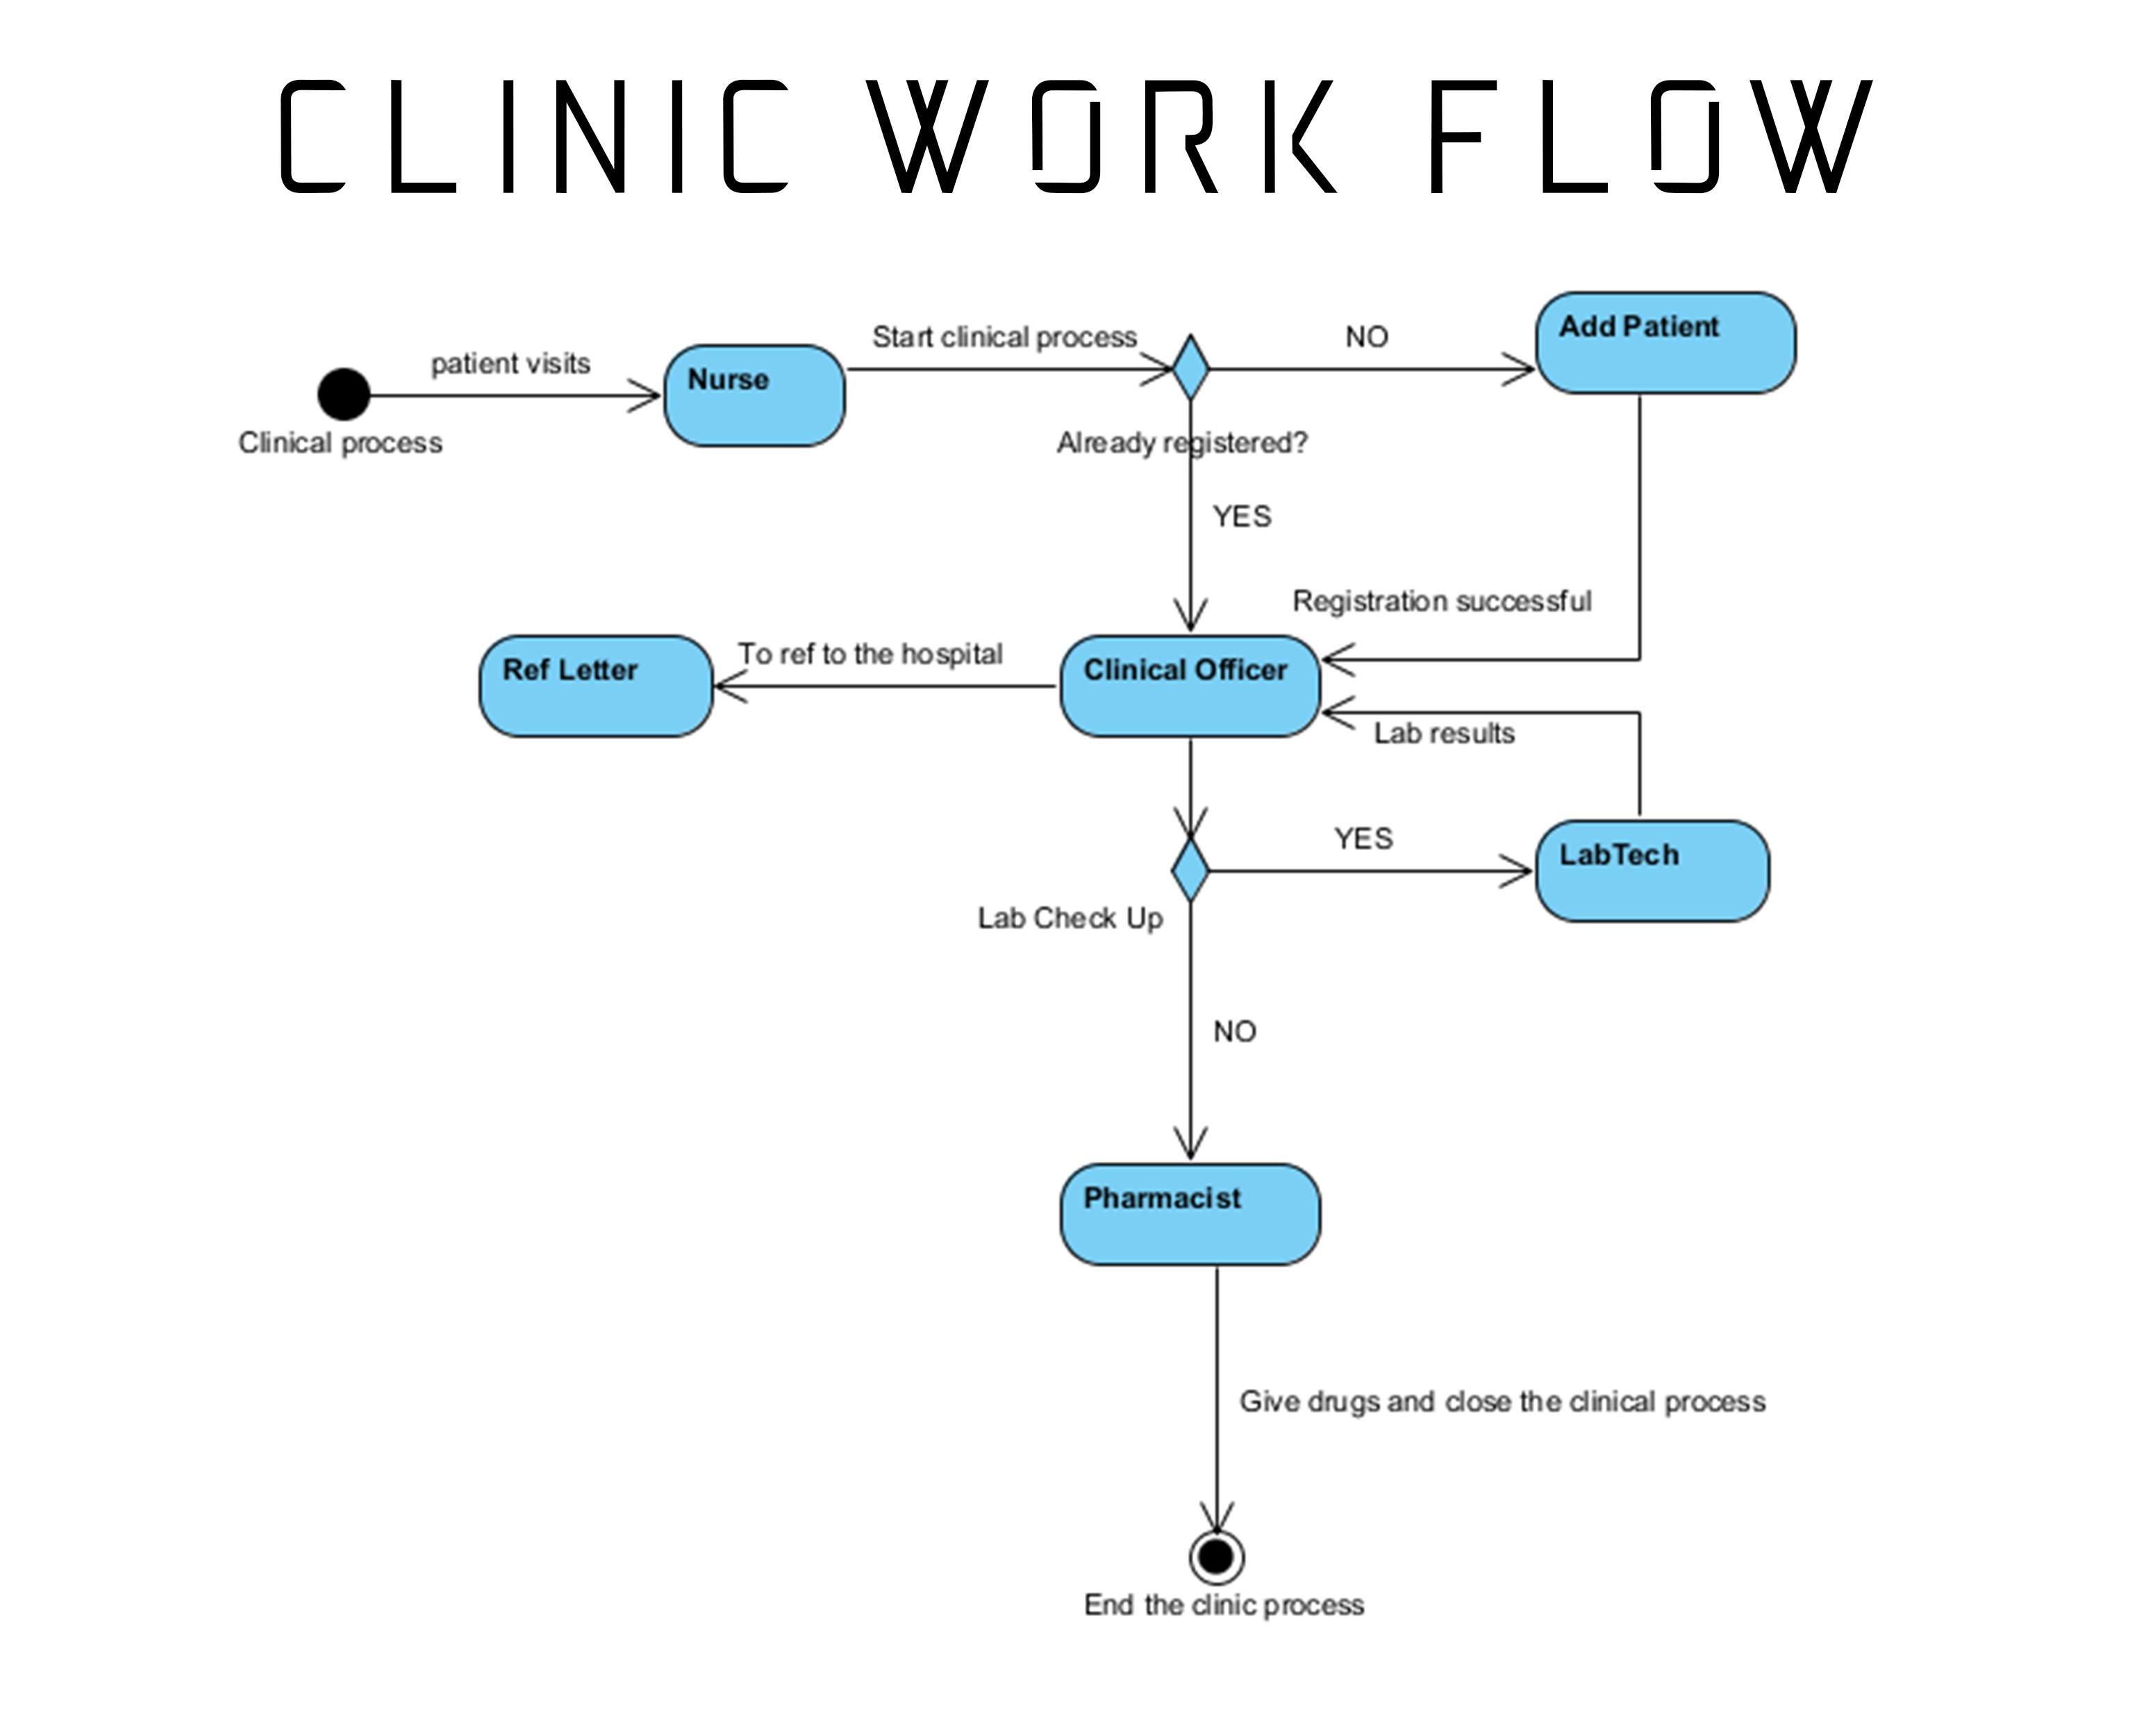 CLINIC WORK FLOW
patient visits
Clinical process
Nurse
Start clinical process
NO
Add Patient
Already registered?
YES
Registration successful
Ref Letter
To ref to the hospital
Clinical Officer
Lab results
YES
LabTech
Lab Check Up
NO
Pharmacist
Give drugs and close the clinical process
End the clinic process